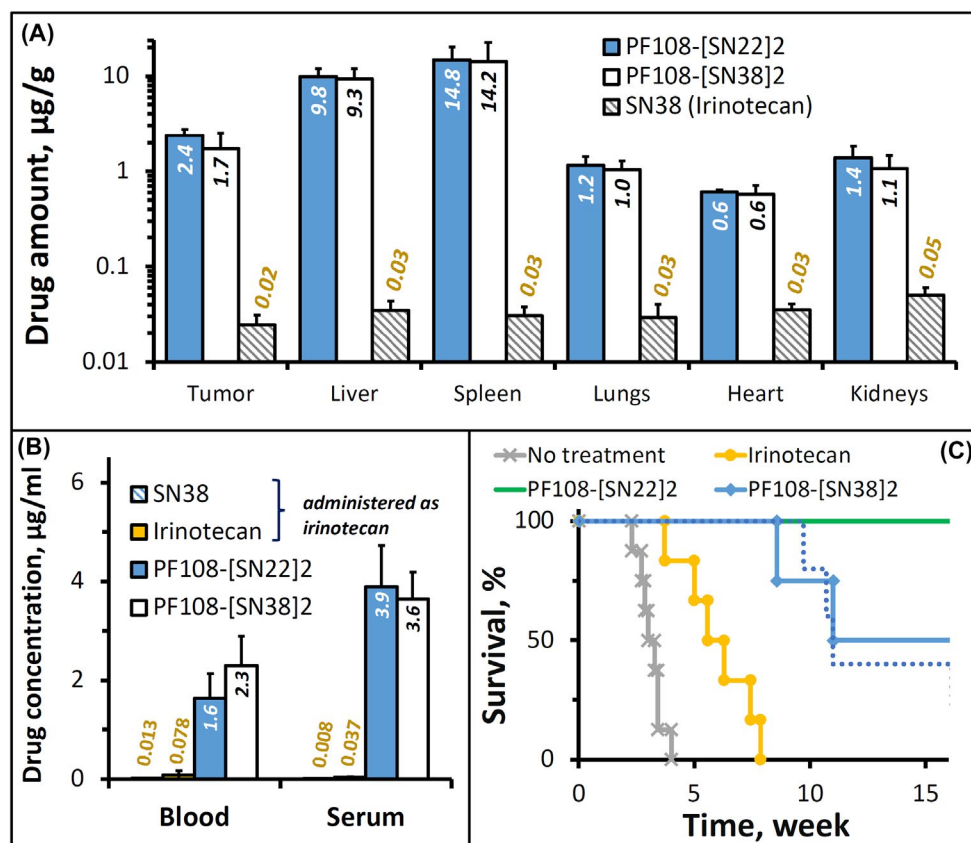 (A)
PF108-[SN22]2
PF108-[SN38]2
SN38 (Irinotecan)
Drug amount, µg/g
10
1
0.1
0.01
2.4
1.7
0.02
9.8
9.3
0.03
14.8
14.2
0.03
1.2
1.0
0.03
0.6
0.6
0.03
1.4
1.1
0.05
Tumor Liver Spleen Lungs Heart Kidneys
(B)
Drug concentration, µg/ml
6
4
2
0
SN38
Irinotecan
administered as
irinotecan
PF108-[SN22]2
PF108-[SN38]2
0.013
0.078
1.6
2.3
0.008
0.037
3.9
3.6
Blood Serum
(C)
No treatment Irinotecan
PF108-[SN22]2 PF108-[SN38]2
Survival, %
100
50
0
0 5 10 15
Time, week